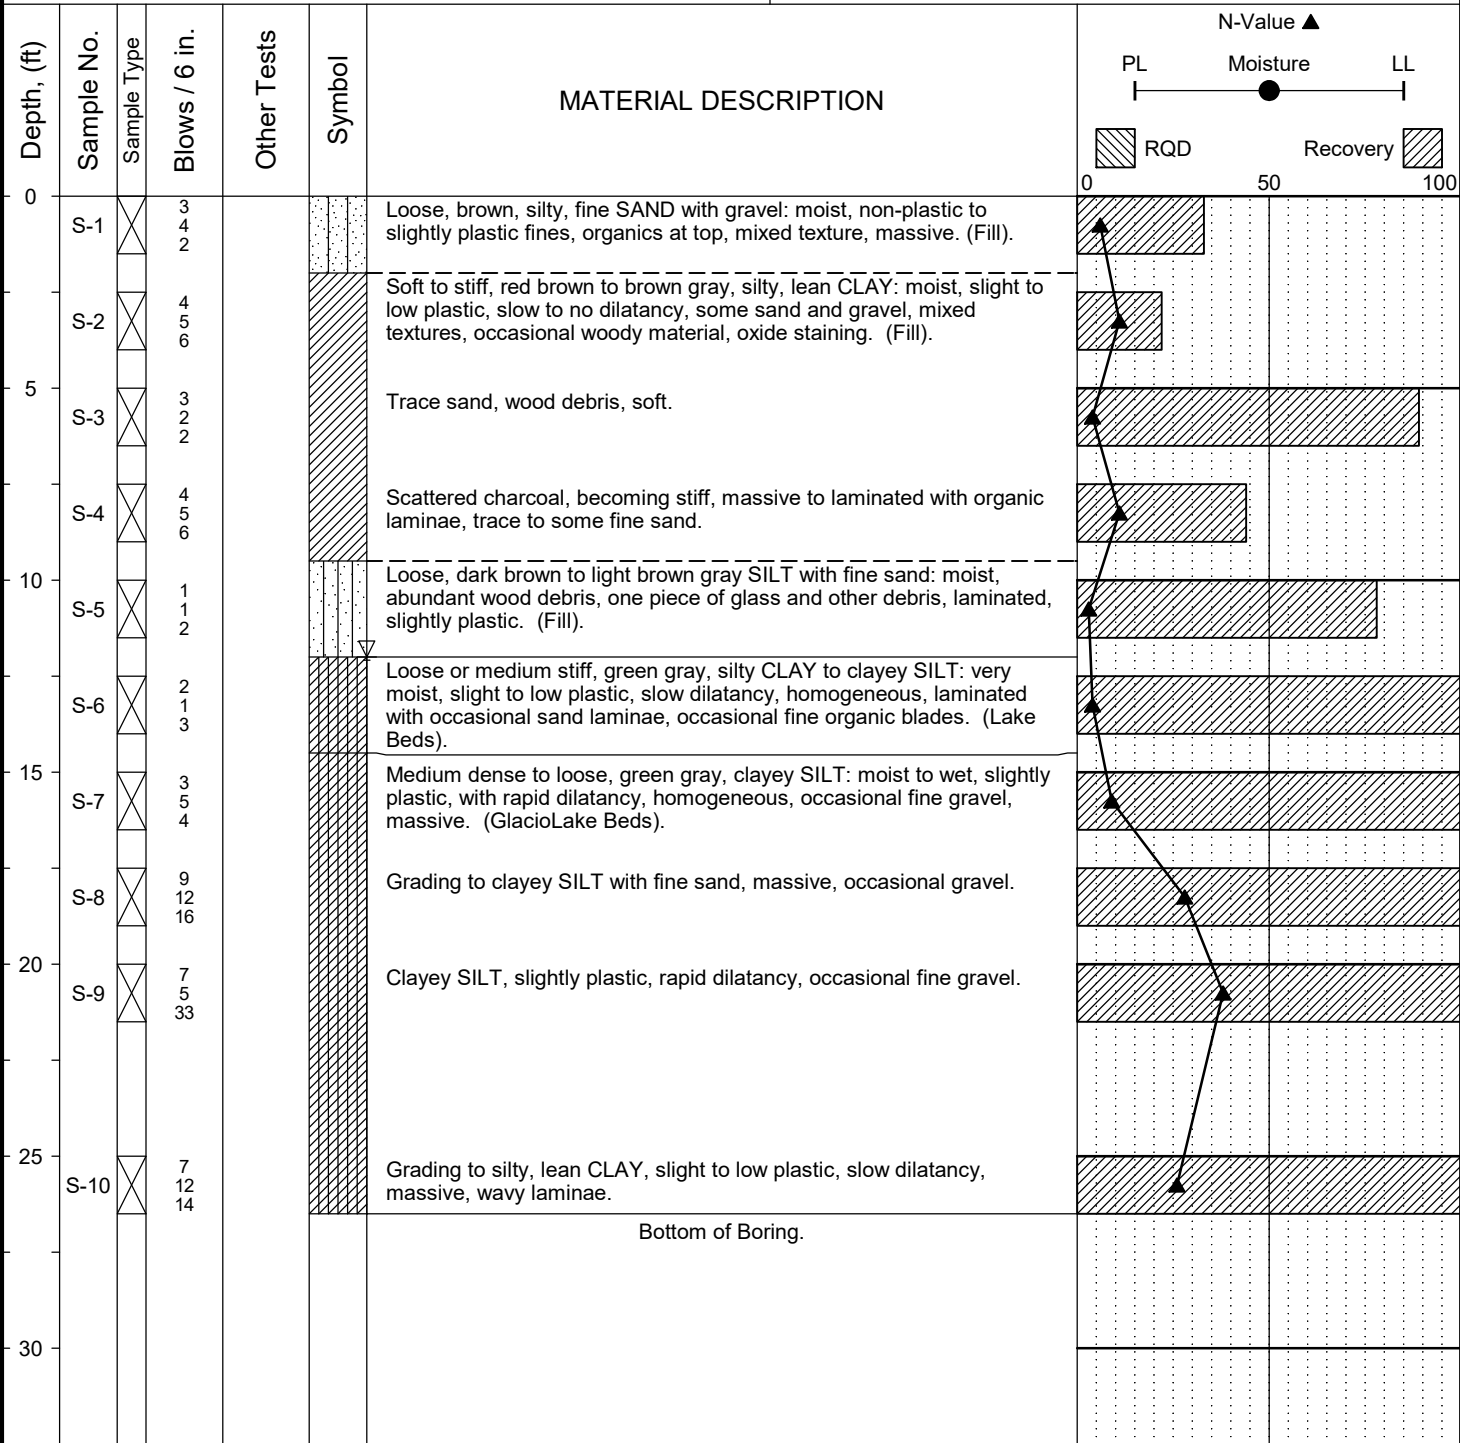 Depth, (ft)
Sample No.
Sample Type
Blows / 6 in.
Other Tests
Symbol
MATERIAL DESCRIPTION
N-Value ▲
PL Moisture LL
RQD Recovery
0 50 100
0
S-1
3
4
2
Loose, brown, silty, fine SAND with gravel: moist, non-plastic to
slightly plastic fines, organics at top, mixed texture, massive. (Fill).
S-2
4
5
6
Soft to stiff, red brown to brown gray, silty, lean CLAY: moist, slight to
low plastic, slow to no dilatancy, some sand and gravel, mixed
textures, occasional woody material, oxide staining. (Fill).
5
S-3
3
2
2
Trace sand, wood debris, soft.
S-4
4
5
6
Scattered charcoal, becoming stiff, massive to laminated with organic
laminae, trace to some fine sand.
10
S-5
1
1
2
Loose, dark brown to light brown gray SILT with fine sand: moist,
abundant wood debris, one piece of glass and other debris, laminated,
slightly plastic. (Fill).
S-6
2
1
3
Loose or medium stiff, green gray, silty CLAY to clayey SILT: very
moist, slight to low plastic, slow dilatancy, homogeneous, laminated
with occasional sand laminae, occasional fine organic blades. (Lake
Beds).
15
S-7
3
5
4
Medium dense to loose, green gray, clayey SILT: moist to wet, slightly
plastic, with rapid dilatancy, homogeneous, occasional fine gravel,
massive. (GlacioLake Beds).
S-8
9
12
16
Grading to clayey SILT with fine sand, massive, occasional gravel.
20
S-9
7
5
33
Clayey SILT, slightly plastic, rapid dilatancy, occasional fine gravel.
25
S-10
7
12
14
Grading to silty, lean CLAY, slight to low plastic, slow dilatancy,
massive, wavy laminae.
Bottom of Boring.
30